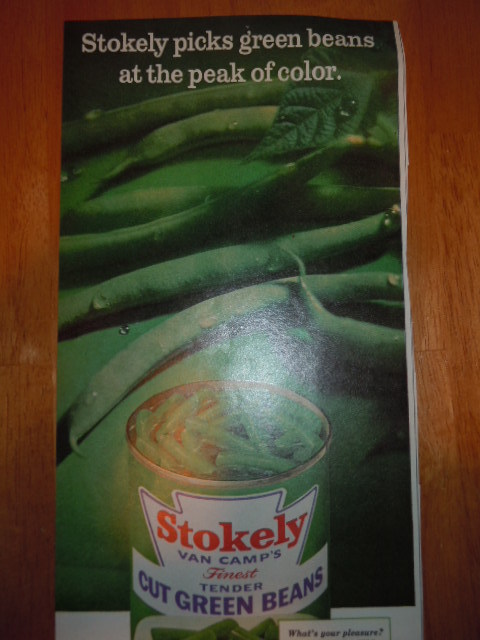 Stokely picks green beans
at the peak of color.
Stokely
VAN CAMP'S
Finest
TENDER
CUT GREEN BEANS
What's your pleasure?